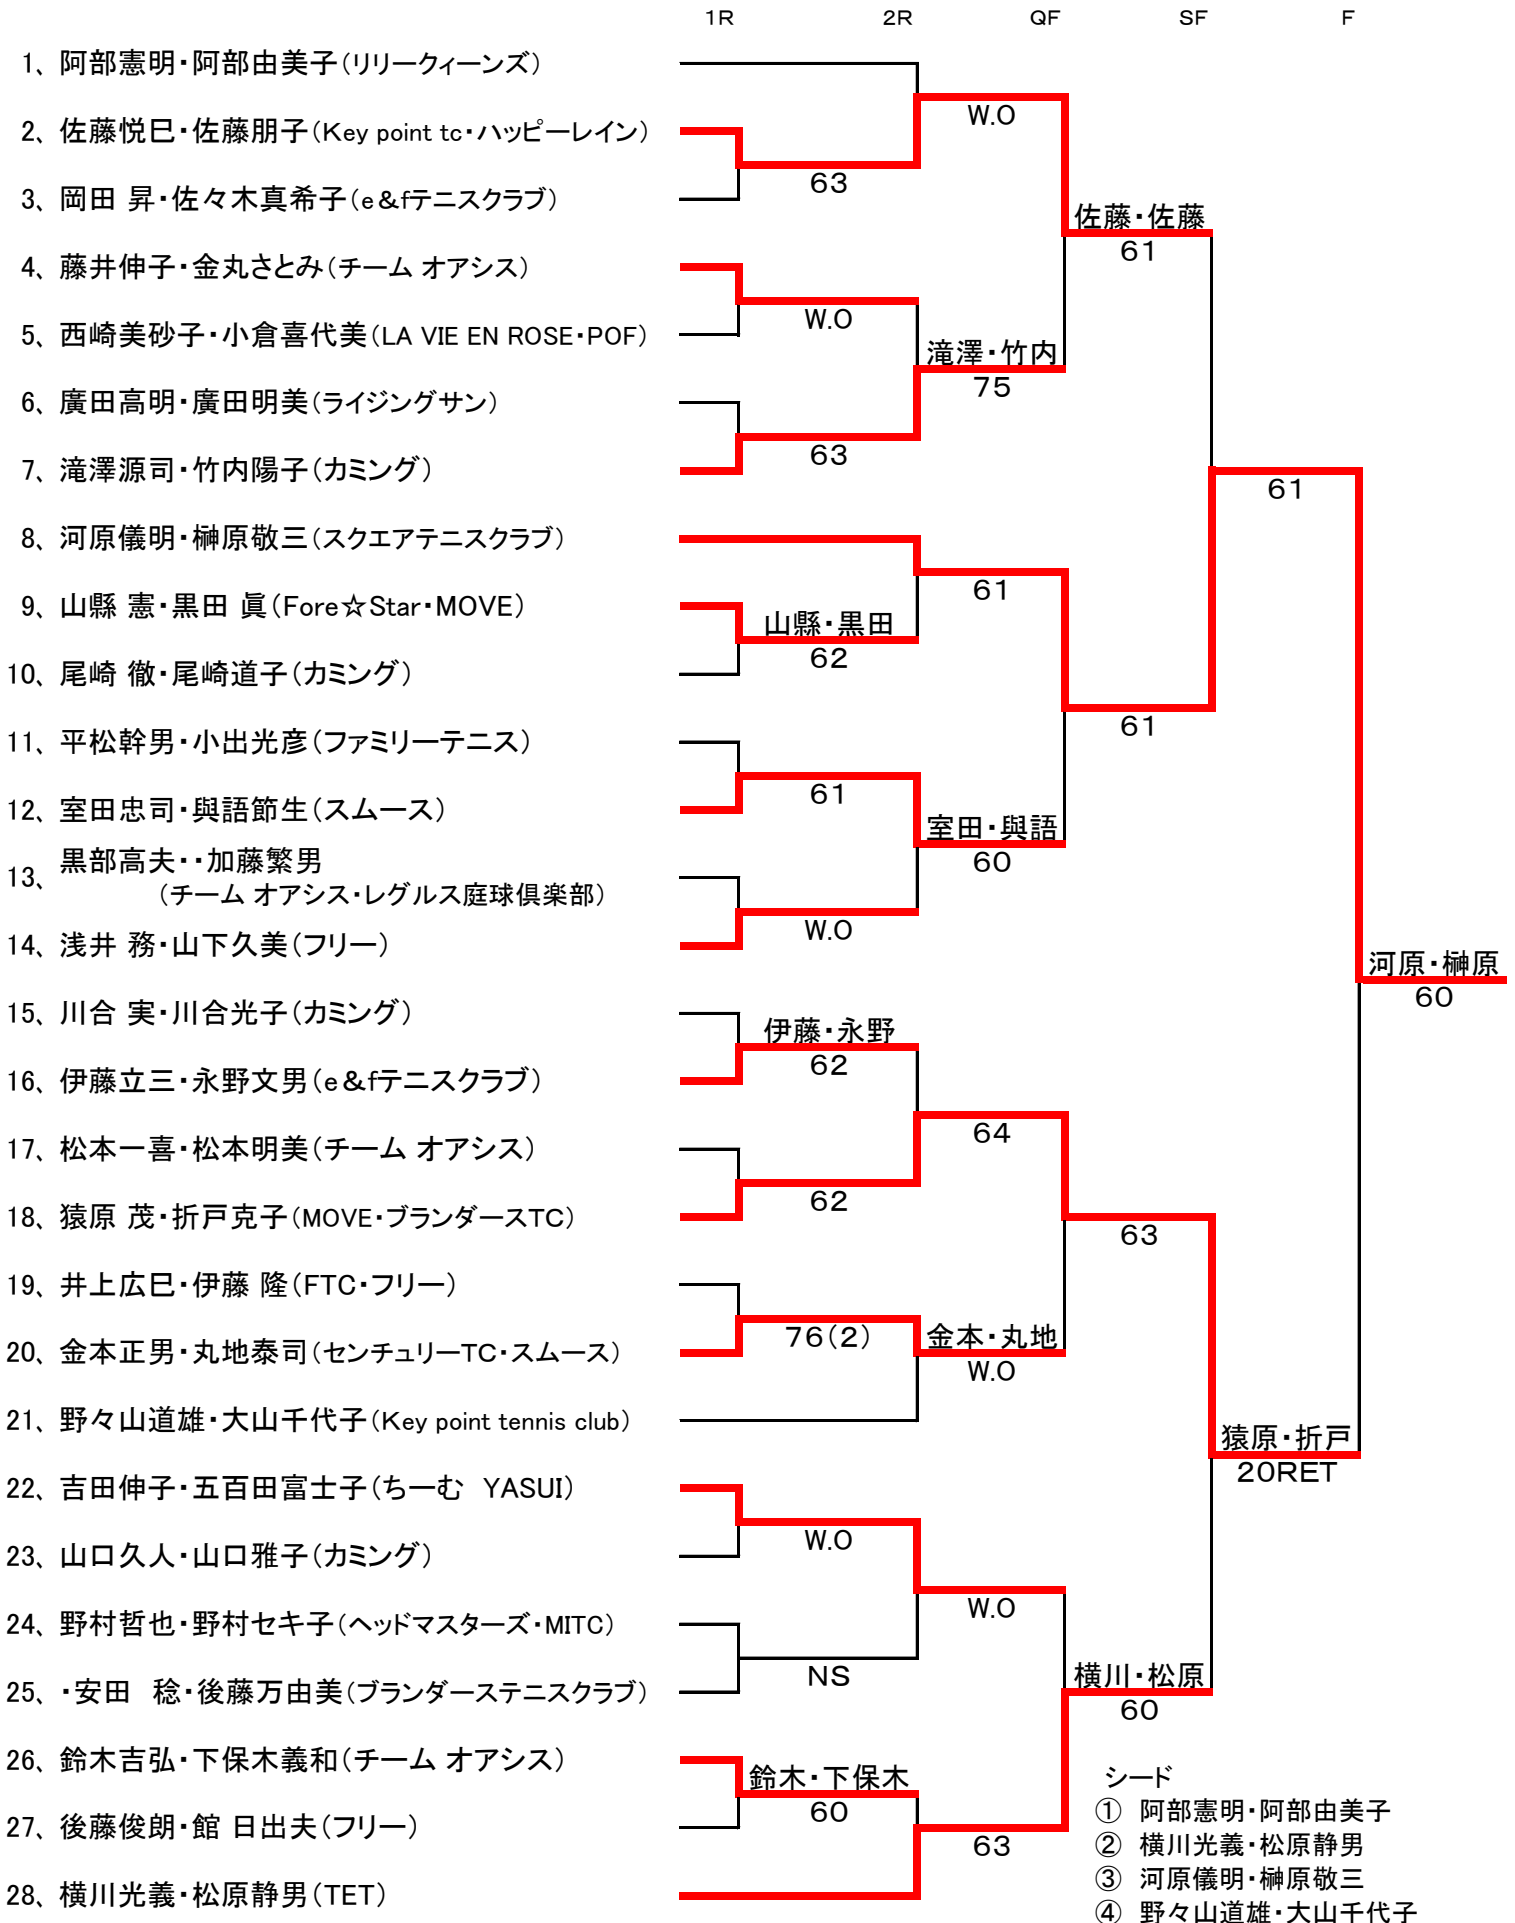 1R 2R QF SF F
1、 阿部憲明・阿部由美子(リリークィーンズ)
W.O
2、 佐藤悦巳・佐藤朋子(Key point tc・ハッピーレイン)
63
3、 岡田 昇・佐々木真希子(e&fテニスクラブ)
佐藤・佐藤
61
4、 藤井伸子・金丸さとみ(チーム オアシス)
W.O
5、 西崎美砂子・小倉喜代美(LA VIE EN ROSE・POF)
滝澤・竹内
75
6、 廣田高明・廣田明美(ライジングサン)
63
7、 滝澤源司・竹内陽子(カミング)
61
8、 河原儀明・榊原敬三(スクエアテニスクラブ)
61
9、 山縣 憲・黒田 眞(Fore☆Star・MOVE)
山縣・黒田
62
10、 尾崎 徹・尾崎道子(カミング)
61
11、 平松幹男・小出光彦(ファミリーテニス)
61
12、 室田忠司・與語節生(スムース)
室田・與語
60
13、 黒部高夫・・加藤繁男
(チーム オアシス・レグルス庭球倶楽部)
W.O
14、 浅井 務・山下久美(フリー)
河原・榊原
60
15、 川合 実・川合光子(カミング)
伊藤・永野
62
16、 伊藤立三・永野文男(e&fテニスクラブ)
64
17、 松本一喜・松本明美(チーム オアシス)
62
18、 猿原 茂・折戸克子(MOVE・ブランダースTC)
63
19、 井上広巳・伊藤 隆(FTC・フリー)
76(2)
金本・丸地
20、 金本正男・丸地泰司(センチュリーTC・スムース)
W.O
21、 野々山道雄・大山千代子(Key point tennis club)
猿原・折戸
20RET
22、 吉田伸子・五百田富士子(ちーむ YASUI)
W.O
23、 山口久人・山口雅子(カミング)
W.O
24、 野村哲也・野村セキ子(ヘッドマスターズ・MITC)
NS
横川・松原
60
25、 ・安田 稔・後藤万由美(ブランダーステニスクラブ)
26、 鈴木吉弘・下保木義和(チーム オアシス)
鈴木・下保木
60
シード
① 阿部憲明・阿部由美子
27、 後藤俊朗・館 日出夫(フリー)
63
② 横川光義・松原静男
③ 河原儀明・榊原敬三
28、 横川光義・松原静男(TET)
④ 野々山道雄・大山千代子